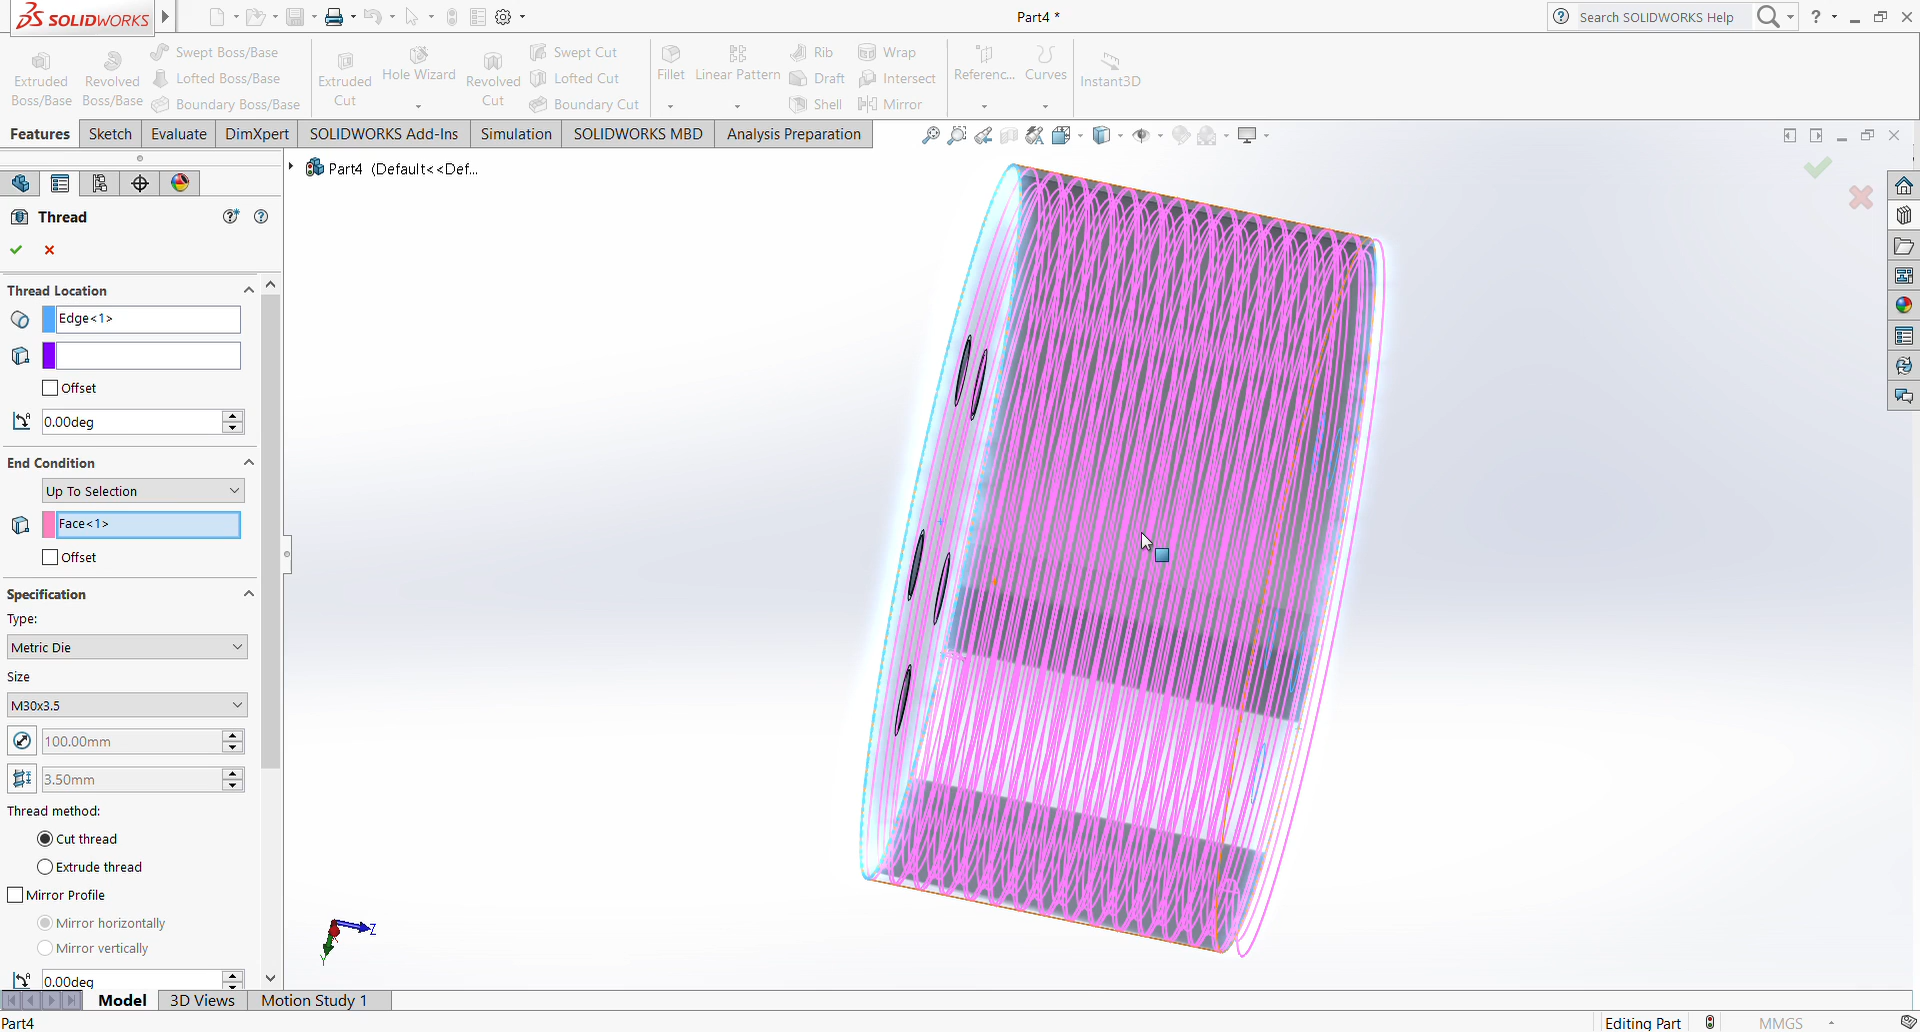 SOLIDWORKS
Part4 *
Search SOLIDWORKS Help
Extruded Boss/Base
Revolved Boss/Base
Swept Boss/Base
Lofted Boss/Base
Boundary Boss/Base
Extruded Cut
Hole Wizard
Revolved Cut
Swept Cut
Lofted Cut
Boundary Cut
Fillet
Linear Pattern
Rib
Draft
Shell
Wrap
Intersect
Mirror
Referenc...
Curves
Instant3D
Features
Sketch
Evaluate
DimXpert
SOLIDWORKS Add-Ins
Simulation
SOLIDWORKS MBD
Analysis Preparation
Part4 (Default<<Def...
Thread
Thread Location
Edge<1>
Offset
0.00deg
End Condition
Up To Selection
Face<1>
Offset
Specification
Type:
Metric Die
Size
M30x3.5
100.00mm
3.50mm
Thread method:
Cut thread
Extrude thread
Mirror Profile
Mirror horizontally
Mirror vertically
0.00deg
Z
Y
Model
3D Views
Motion Study 1
Part4
Editing Part
MMGS